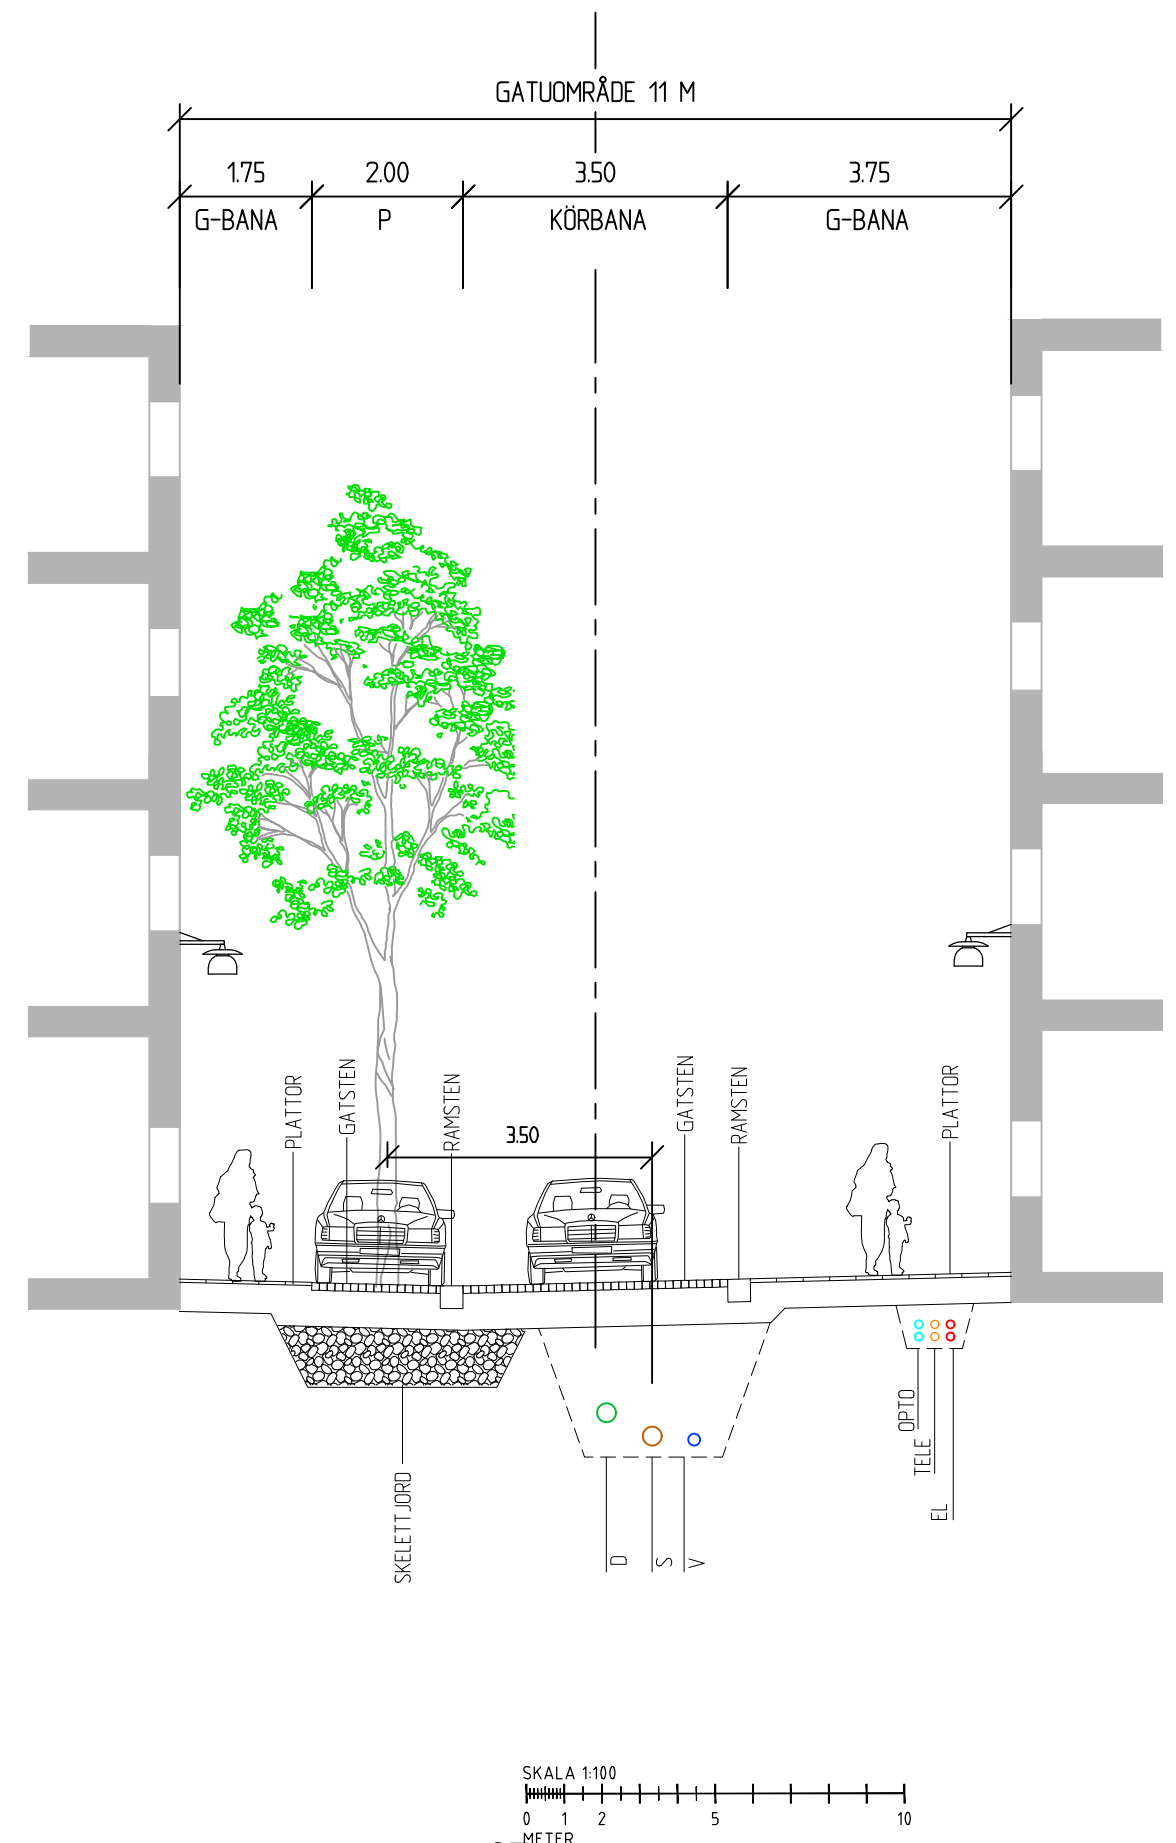 GATUOMRÅDE 11 M
1.75 2.00 3.50 3.75
G-BANA P KÖRBANA G-BANA
PLATTOR
GATSTEN
RAMSTEN
3.50
GATSTEN
RAMSTEN
PLATTOR
SKELETTJORD
D
S
V
OPTO
TELE
EL
SKALA 1:100
0 1 2 5 10
METER